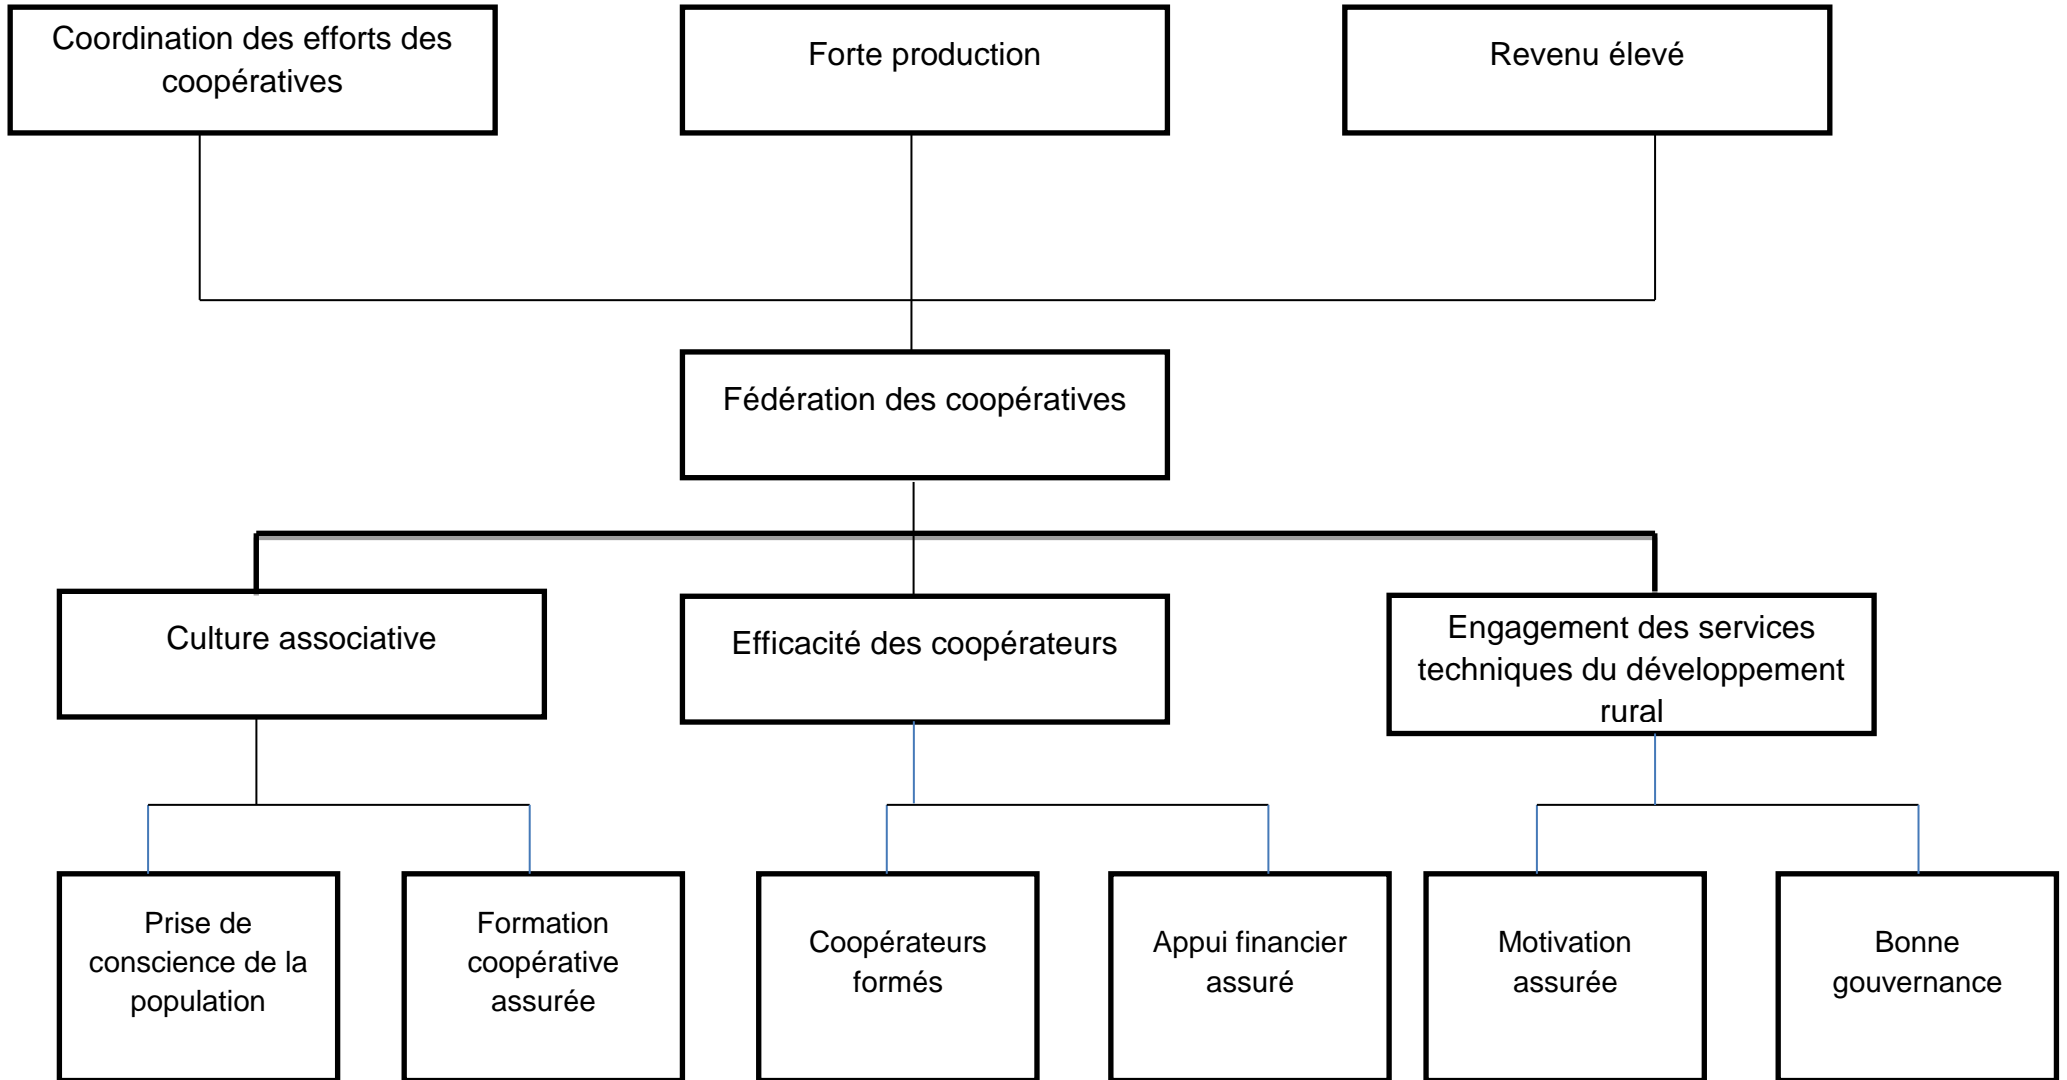 Coordination des efforts des
coopératives
Forte production
Revenu élevé
Fédération des coopératives
Culture associative
Efficacité des coopérateurs
Engagement des services
techniques du développement
rural
Prise de
conscience de la
population
Formation
coopérative
assurée
Coopérateurs
formés
Appui financier
assuré
Motivation
assurée
Bonne
gouvernance